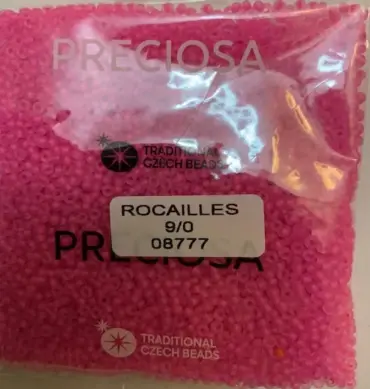 PRECIOSA
TRADITIONAL
CZECH BEADS
ROCAILLES
9/0
08777
PRECIOSA
TRADITIONAL
CZECH BEADS